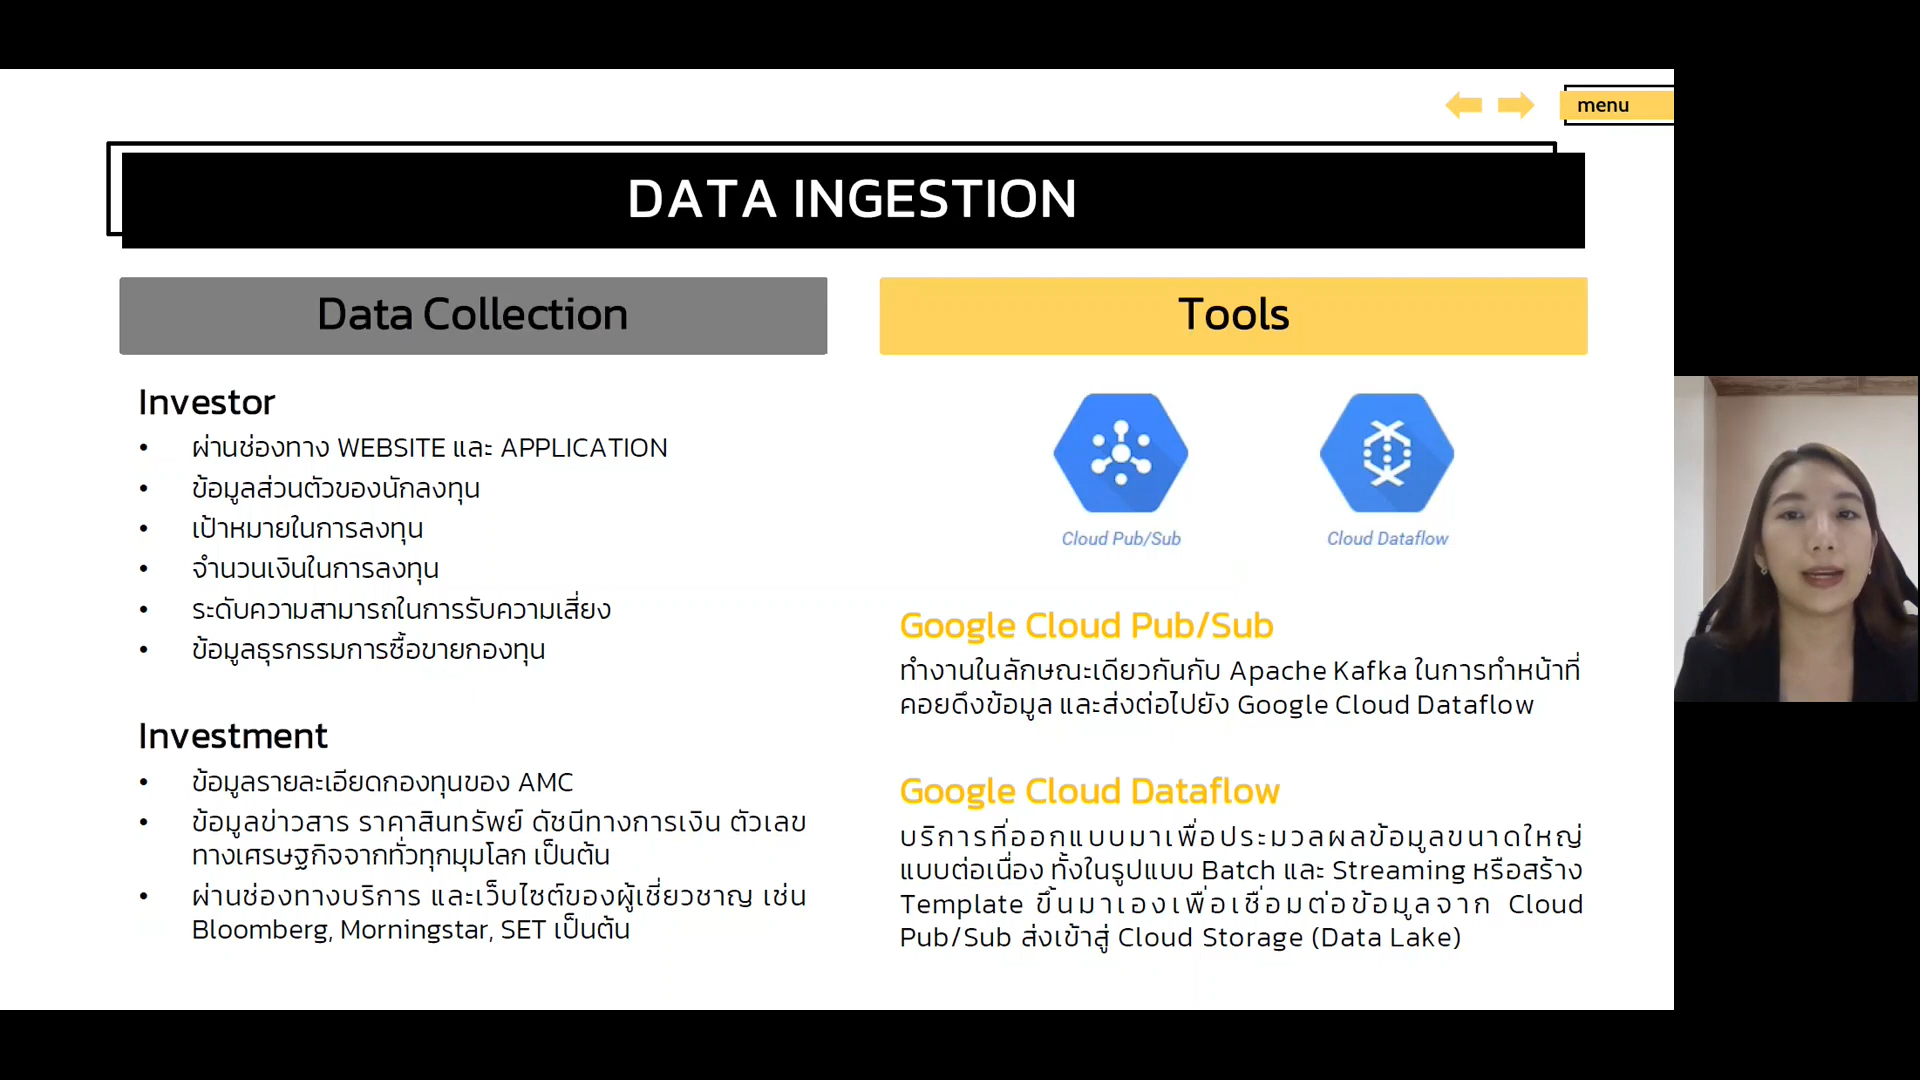 menu
DATA INGESTION
Data Collection
Investor
• ผ่านช่องทาง WEBSITE และ APPLICATION
• ข้อมูลส่วนตัวของนักลงทุน
• เป้าหมายในการลงทุน
• จำนวนเงินในการลงทุน
• ระดับความสามารถในการรับความเสี่ยง
• ข้อมูลธุรกรรมการซื้อขายกองทุน
Investment
• ข้อมูลรายละเอียดกองทุนของ AMC
• ข้อมูลข่าวสาร ราคาสินทรัพย์ ดัชนีทางการเงิน ตัวเลข
ทางเศรษฐกิจจากทั่วทุกมุมโลก เป็นต้น
• ผ่านช่องทางบริการ และเว็บไซต์ของผู้เชี่ยวชาญ เช่น
Bloomberg, Morningstar, SET เป็นต้น
Tools
Cloud Pub/Sub
Cloud Dataflow
Google Cloud Pub/Sub
ทำงานในลักษณะเดียวกันกับ Apache Kafka ในการทำหน้าที่
คอยดึงข้อมูล และส่งต่อไปยัง Google Cloud Dataflow
Google Cloud Dataflow
บริการที่ออกแบบมาเพื่อประมวลผลข้อมูลขนาดใหญ่
แบบต่อเนื่อง ทั้งในรูปแบบ Batch และ Streaming หรือสร้าง
Template ขึ้นมาเองเพื่อเชื่อมต่อข้อมูลจาก Cloud
Pub/Sub ส่งเข้าสู่ Cloud Storage (Data Lake)